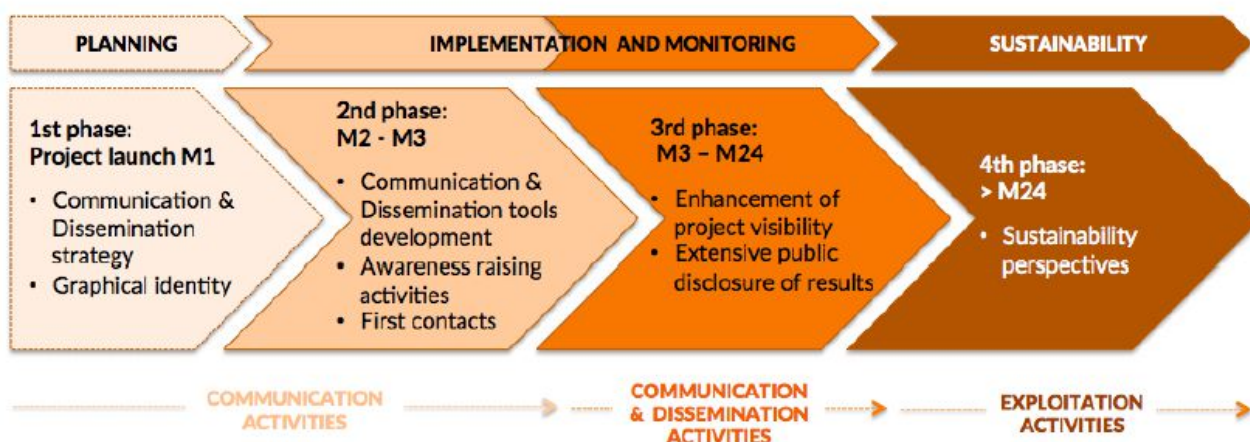 PLANNING
IMPLEMENTATION AND MONITORING
SUSTAINABILITY
1st phase:
Project launch M1
• Communication &
Dissemination
strategy
• Graphical identity
2nd phase:
M2 - M3
• Communication &
Dissemination tools
development
• Awareness raising
activities
• First contacts
3rd phase:
M3 – M24
• Enhancement of
project visibility
• Extensive public
disclosure of results
4th phase:
> M24
• Sustainability
perspectives
COMMUNICATION
ACTIVITIES
COMMUNICATION
& DISSEMINATION
ACTIVITIES
EXPLOITATION
ACTIVITIES